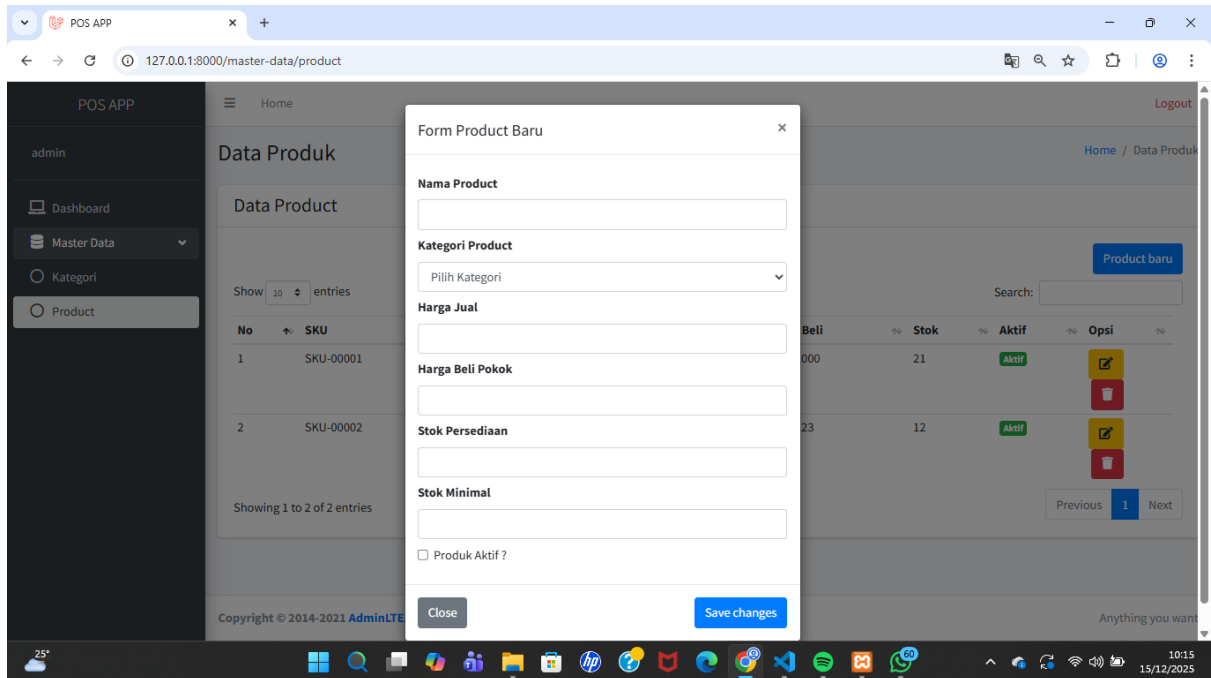 POS APP
127.0.0.1:8000/master-data/product
POS APP
Home
Logout
admin
Data Produk
Home / Data Produk
Dashboard
Master Data
Kategori
Product
Data Product
Product baru
Show 10 entries
Search:
No SKU Beli Stok Aktif Opsi
1 SKU-00001 000 21 Aktif
2 SKU-00002 23 12 Aktif
Showing 1 to 2 of 2 entries
Previous 1 Next
Copyright © 2014-2021 AdminLTE
Anything you want
Form Product Baru
×
Nama Product
Kategori Product
Pilih Kategori
Harga Jual
Harga Beli Pokok
Stok Persediaan
Stok Minimal
Produk Aktif ?
Close
Save changes
25°
hp
60
10:15
15/12/2025